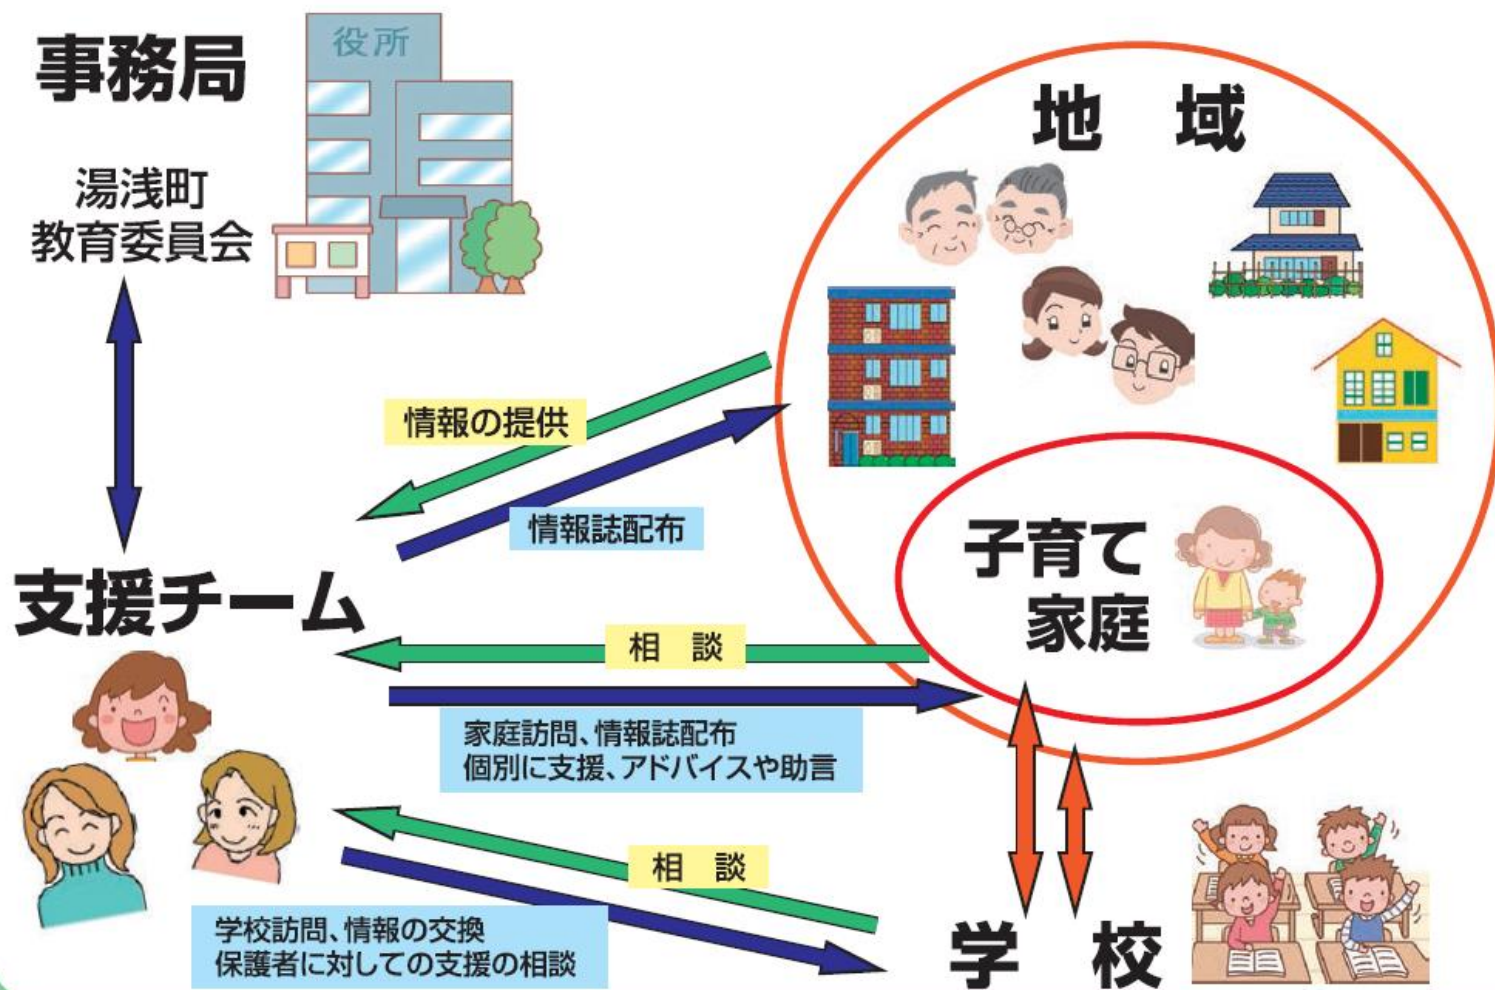 事務局
役所
湯浅町
教育委員会
地　域
情報の提供
情報誌配布
子育て
家庭
支援チーム
相　談
家庭訪問、情報誌配布
個別に支援、アドバイスや助言
相　談
学校訪問、情報の交換
保護者に対しての支援の相談
学　校